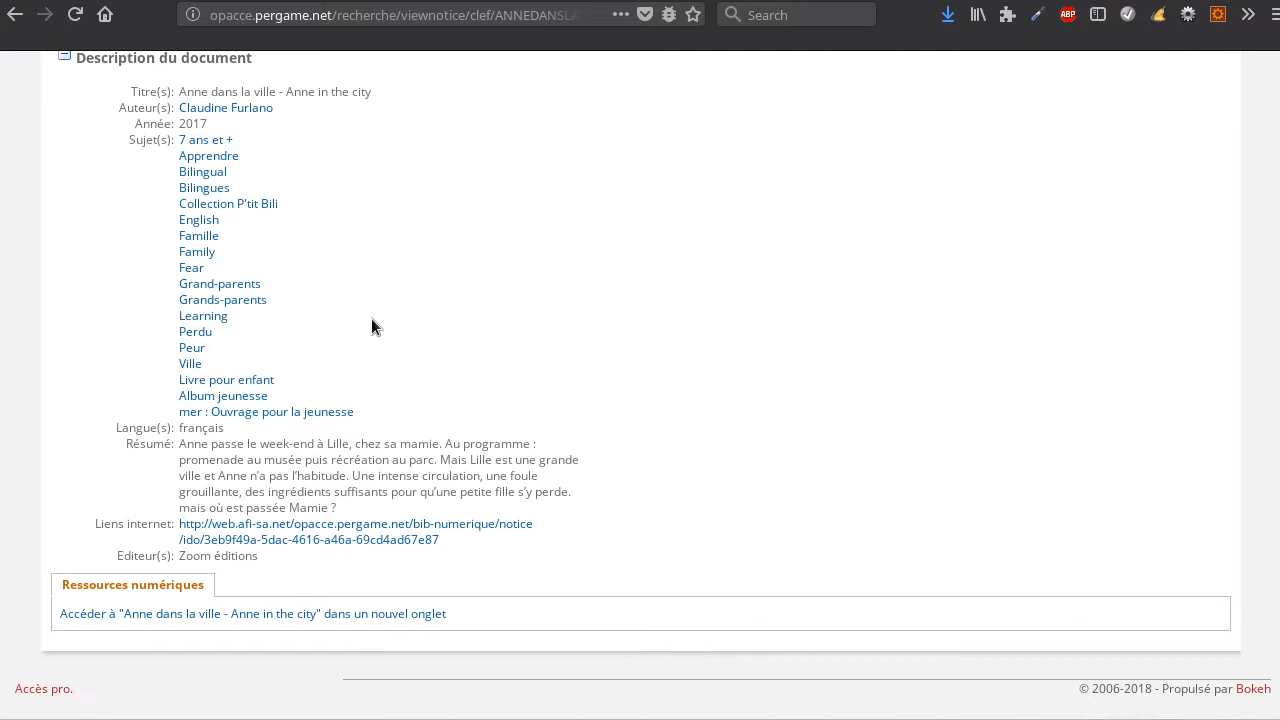 opacce.pergame.net/recherche/viewnotice/clef/ANNEDANSLA
Search
ABP
Description du document
Titre(s): Anne dans la ville - Anne in the city
Auteur(s): Claudine Furlano
Année: 2017
Sujet(s): 7 ans et +
Apprendre
Bilingual
Bilingues
Collection P'tit Bili
English
Famille
Family
Fear
Grand-parents
Grands-parents
Learning
Perdu
Peur
Ville
Livre pour enfant
Album jeunesse
mer : Ouvrage pour la jeunesse
Langue(s): français
Résumé: Anne passe le week-end à Lille, chez sa mamie. Au programme :
promenade au musée puis récréation au parc. Mais Lille est une grande
ville et Anne n’a pas l’habitude. Une intense circulation, une foule
grouillante, des ingrédients suffisants pour qu’une petite fille s’y perde.
mais où est passée Mamie ?
Liens internet: http://web.afi-sa.net/opacce.pergame.net/bib-numerique/notice
/ido/3eb9f49a-5dac-4616-a46a-69cd4ad67e87
Editeur(s): Zoom éditions
Ressources numériques
Accéder à "Anne dans la ville - Anne in the city" dans un nouvel onglet
Accès pro.
© 2006-2018 - Propulsé par Bokeh